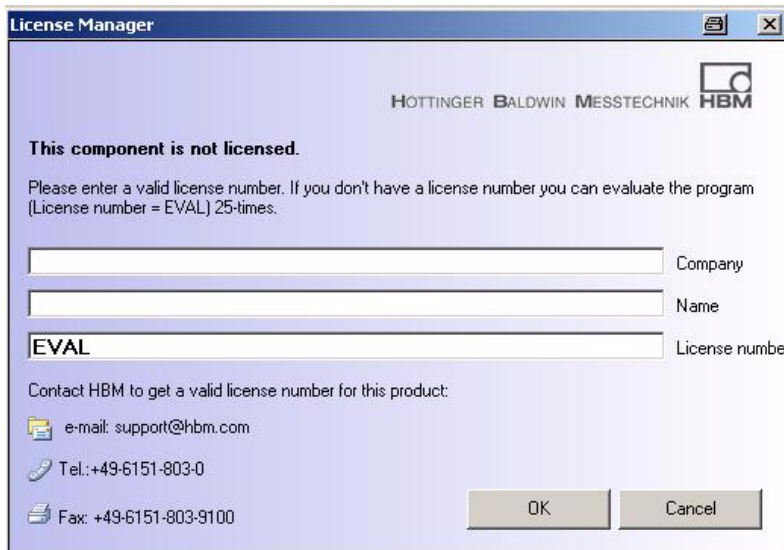 License Manager
HOTTINGER BALDWIN MESSTECHNIK HBM
This component is not licensed.
Please enter a valid license number. If you don't have a license number you can evaluate the program
(License number = EVAL) 25-times.
Company
Name
EVAL License numbe
Contact HBM to get a valid license number for this product:
e-mail: support@hbm.com
Tel.:+49-6151-803-0
Fax: +49-6151-803-9100
OK Cancel